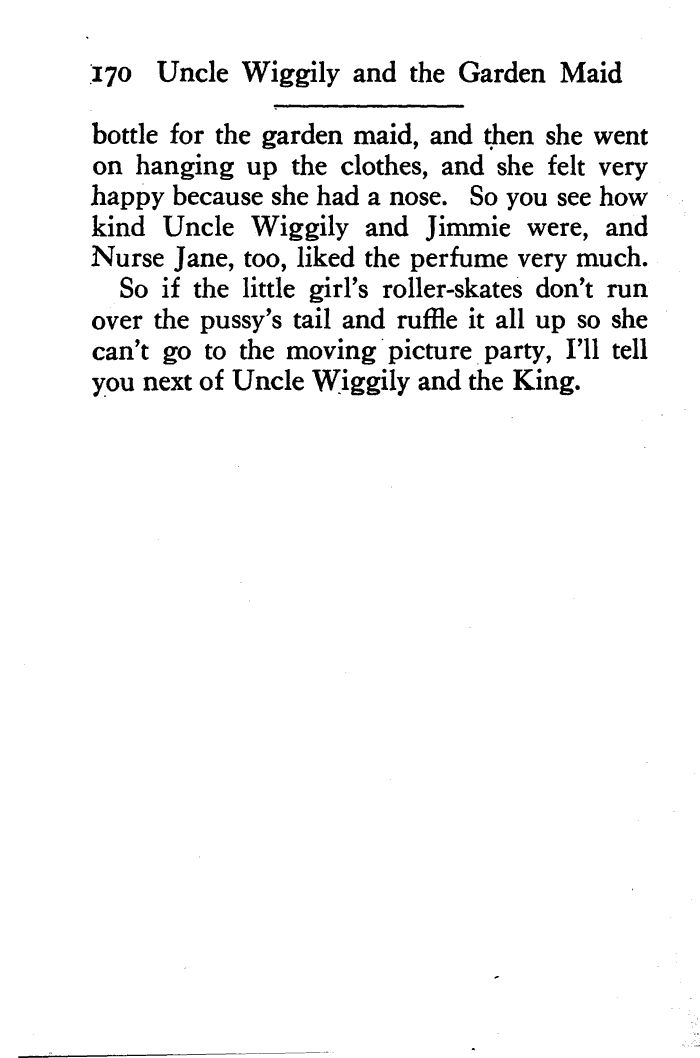 170 Uncle Wiggily and the Garden Maid
bottle for the garden maid, and then she went
on hanging up the clothes, and she felt very
happy because she had a nose. So you see how
kind Uncle Wiggily and Jimmie were, and
Nurse Jane, too, liked the perfume very much.
So if the little girl's roller-skates don't run
over the pussy's tail and ruffle it all up so she
can't go to the moving picture party, I'll tell
you next of Uncle Wiggily and the King.